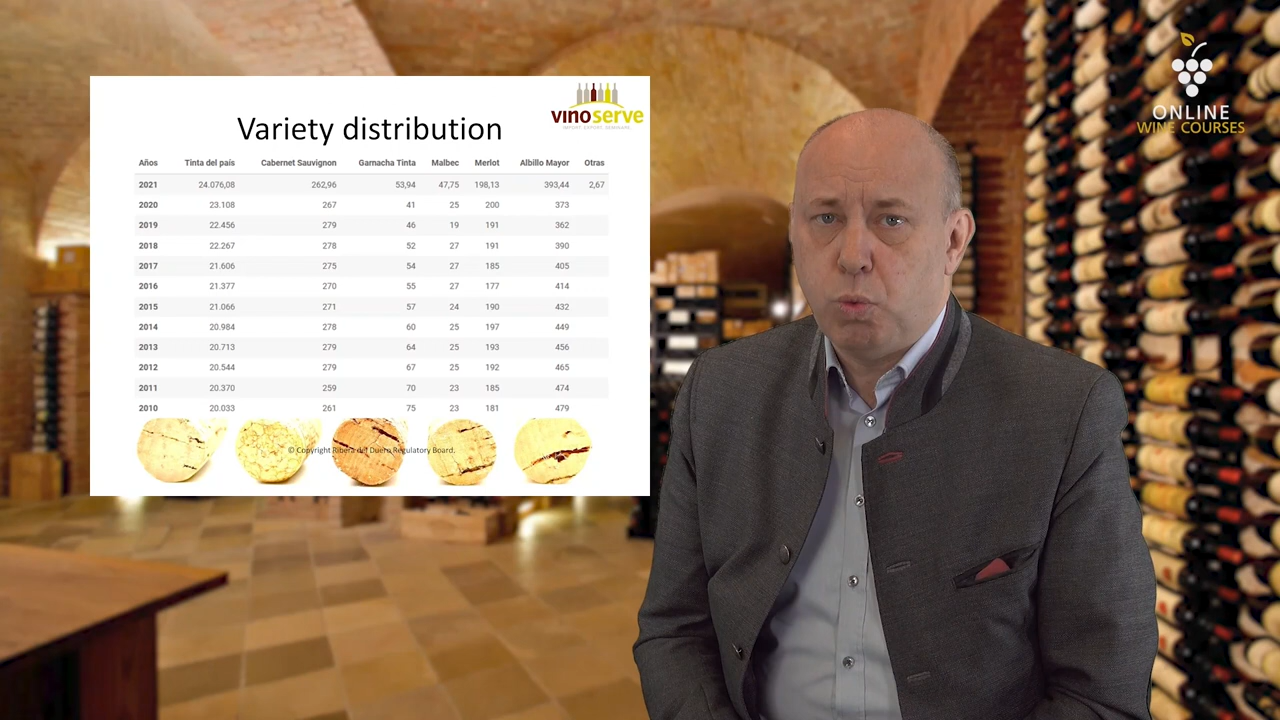 vinoserve
IMPORT EXPORT SEMINARE
Variety distribution
Años Tinta del país Cabernet Sauvignon Garnacha Tinta Malbec Merlot Albillo Mayor Otras
2021 24.076,08 262,96 53,94 47,75 198,13 393,44 2,67
2020 23.108 267 41 25 200 373
2019 22.456 279 46 19 191 362
2018 22.267 278 52 27 191 390
2017 21.606 275 54 27 185 405
2016 21.377 270 55 27 177 414
2015 21.066 271 57 24 190 432
2014 20.984 278 60 25 197 449
2013 20.713 279 64 25 193 456
2012 20.544 279 67 25 192 465
2011 20.370 259 70 23 185 474
2010 20.033 261 75 23 181 479
© Copyright Ribera del Duero Regulatory Board.
ONLINE
WINE COURSES